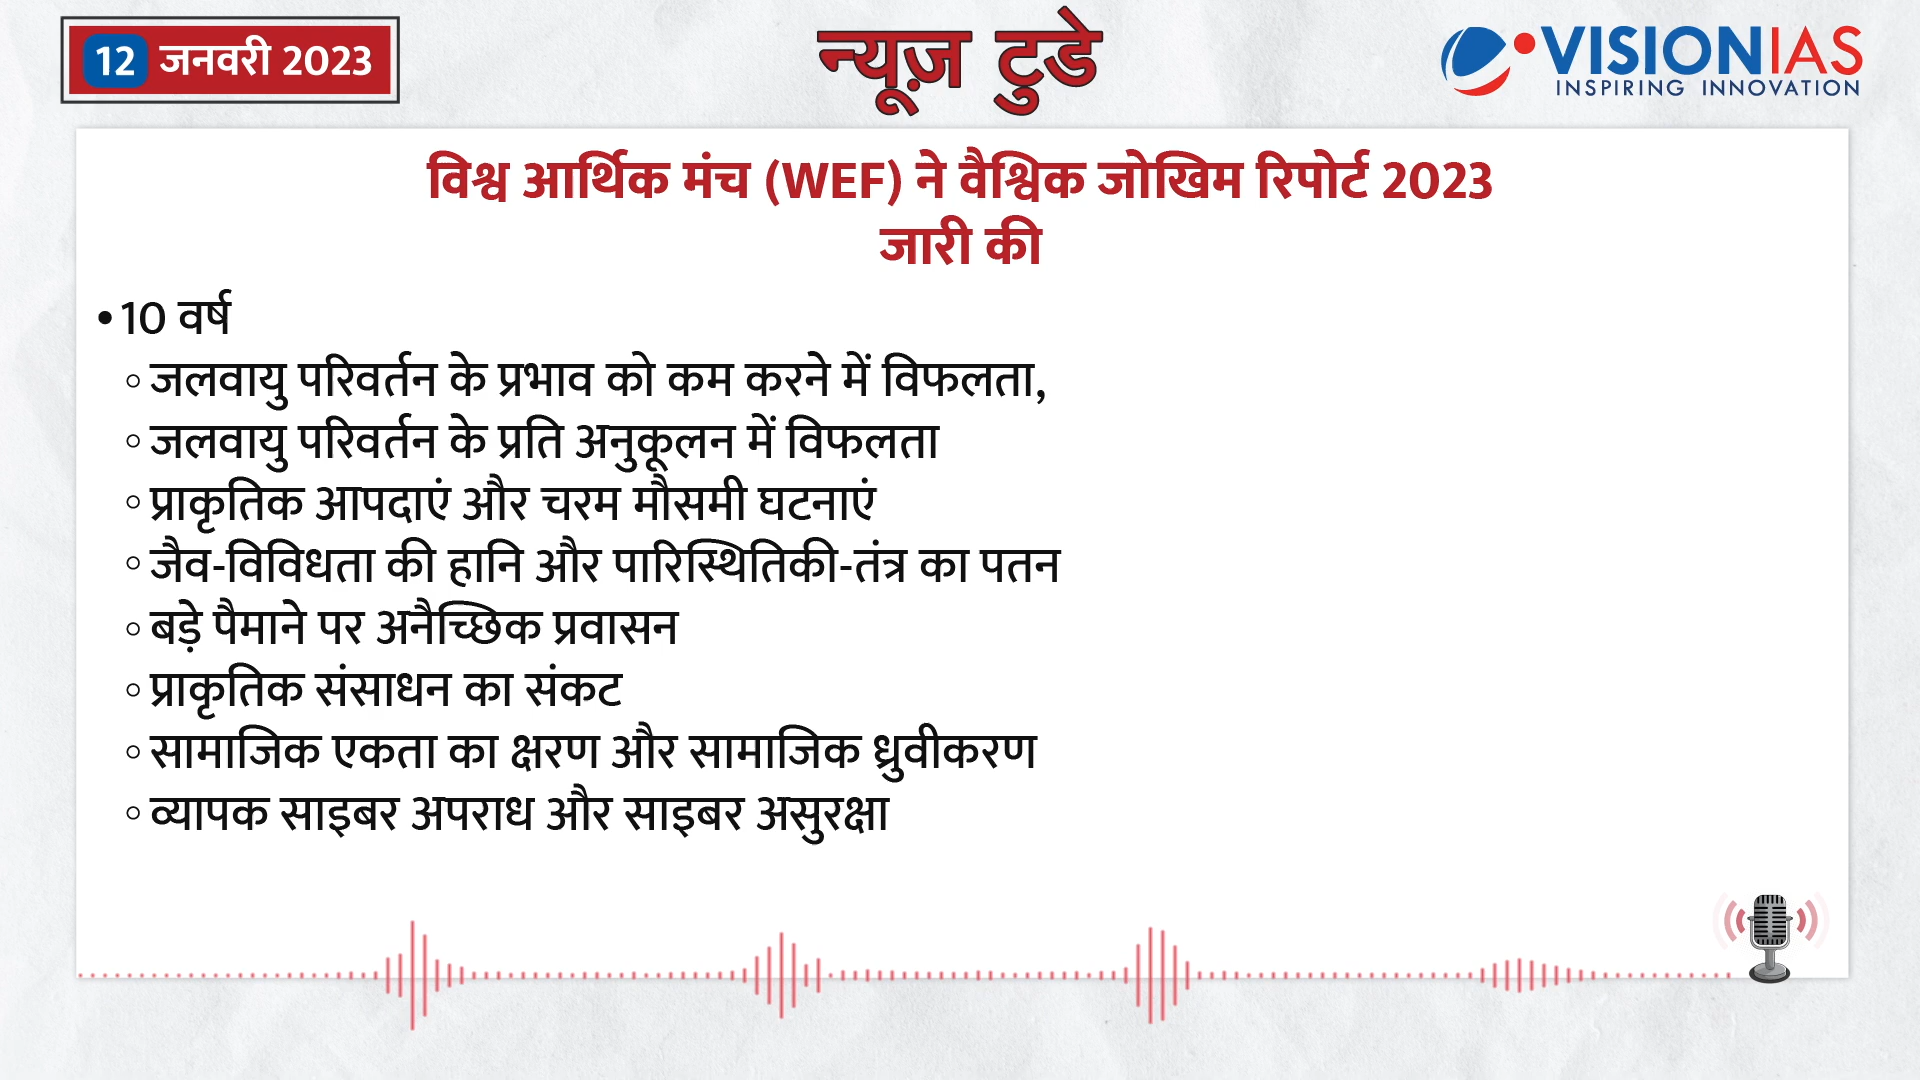 12 जनवरी 2023
न्यूज़ टुडे
VISIONIAS
INSPIRING INNOVATION
विश्व आर्थिक मंच (WEF) ने वैश्विक जोखिम रिपोर्ट 2023
जारी की
•10 वर्ष
◦जलवायु परिवर्तन के प्रभाव को कम करने में विफलता,
◦जलवायु परिवर्तन के प्रति अनुकूलन में विफलता
◦प्राकृतिक आपदाएं और चरम मौसमी घटनाएं
◦जैव-विविधता की हानि और पारिस्थितिकी-तंत्र का पतन
◦बड़े पैमाने पर अनैच्छिक प्रवासन
◦प्राकृतिक संसाधन का संकट
◦सामाजिक एकता का क्षरण और सामाजिक ध्रुवीकरण
◦व्यापक साइबर अपराध और साइबर असुरक्षा